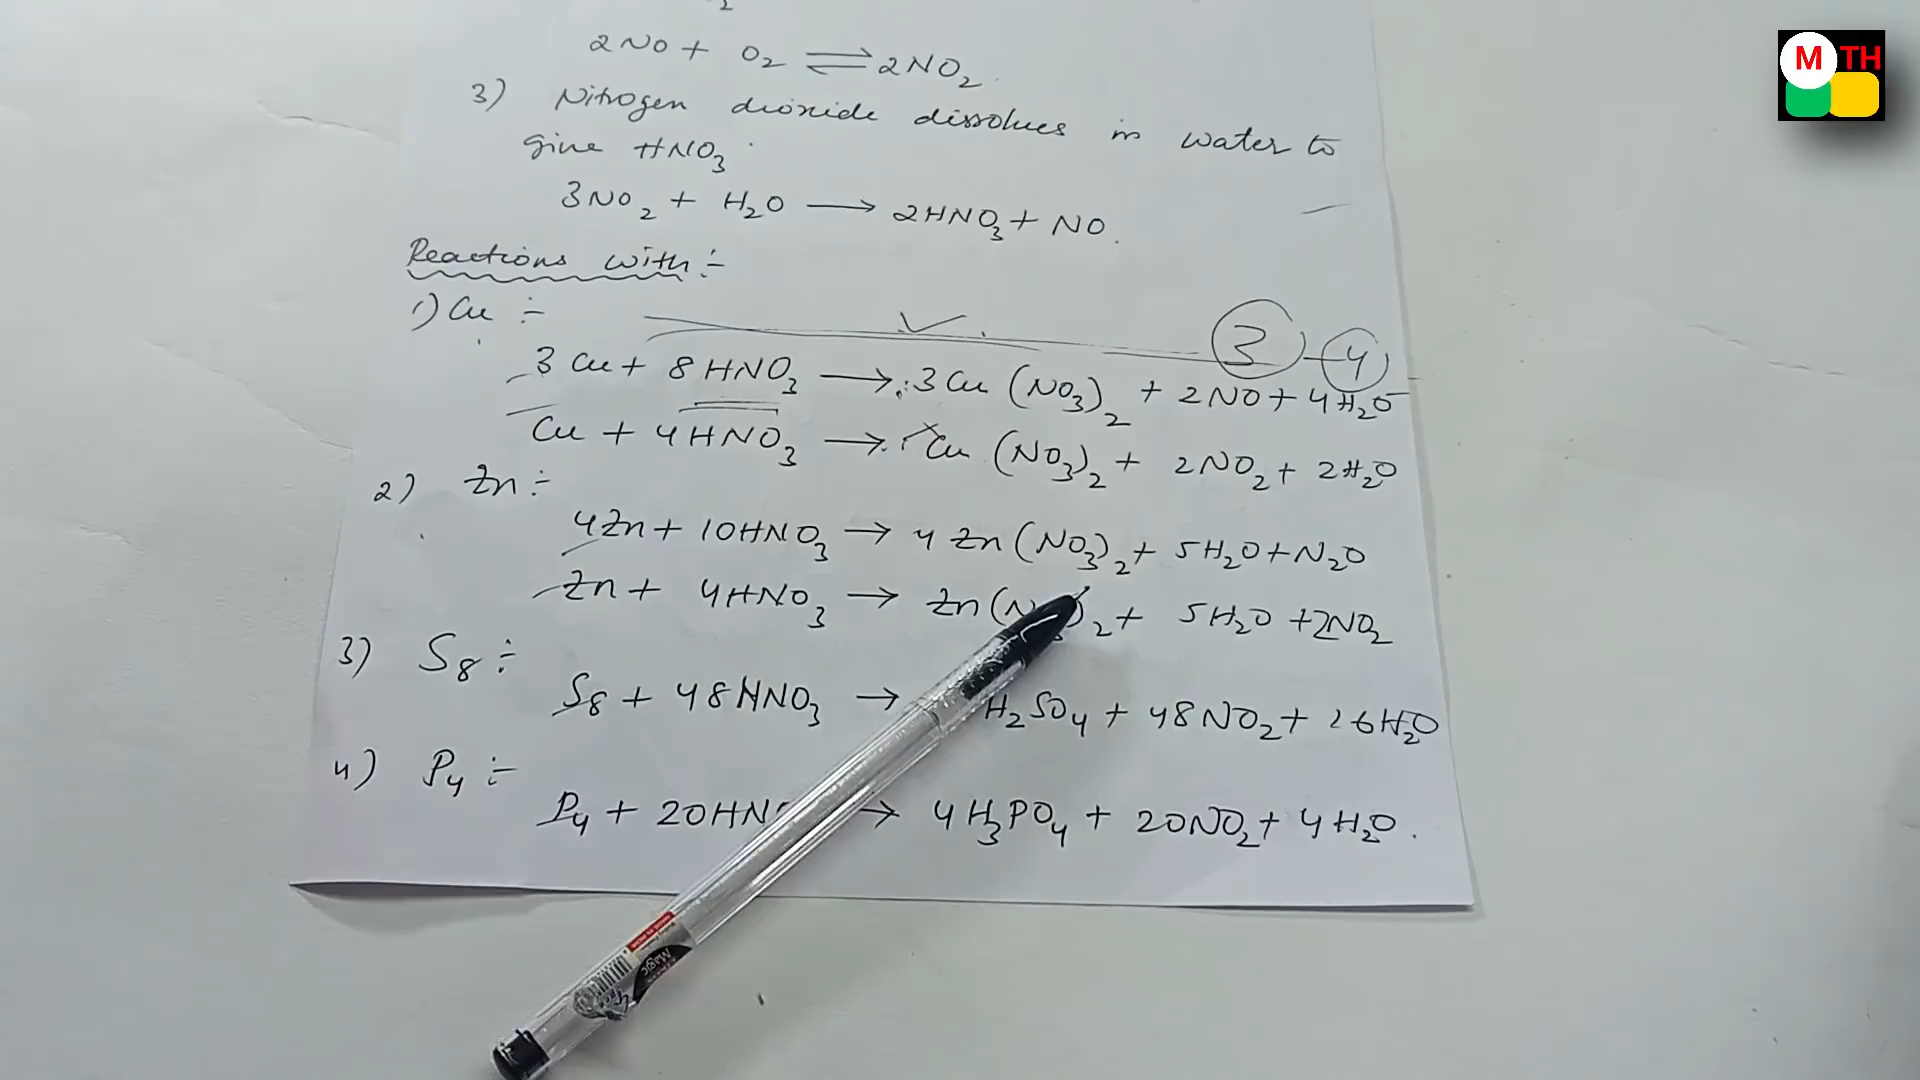 2NO + O₂ ⇌ 2NO₂.
3) Nitrogen dioxide dissolves in water to
give HNO₃.
3NO₂ + H₂O → 2HNO₃ + NO.
Reactions with :-
1) Cu :-
3 4
3Cu + 8HNO₃ → 3Cu(NO₃)₂ + 2NO + 4H₂O
Cu + 4HNO₃ → Cu(NO₃)₂ + 2NO₂ + 2H₂O
2) Zn :-
4Zn + 10HNO₃ → 4Zn(NO₃)₂ + 5H₂O + N₂O
Zn + 4HNO₃ → Zn(N )₂ + 5H₂O + 2NO₂
3) S₈ :-
S₈ + 48HNO₃ → H₂SO₄ + 48NO₂ + 16H₂O
4) P₄ :-
P₄ + 20HN → 4H₃PO₄ + 20NO₂ + 4H₂O.
Magic
M TH